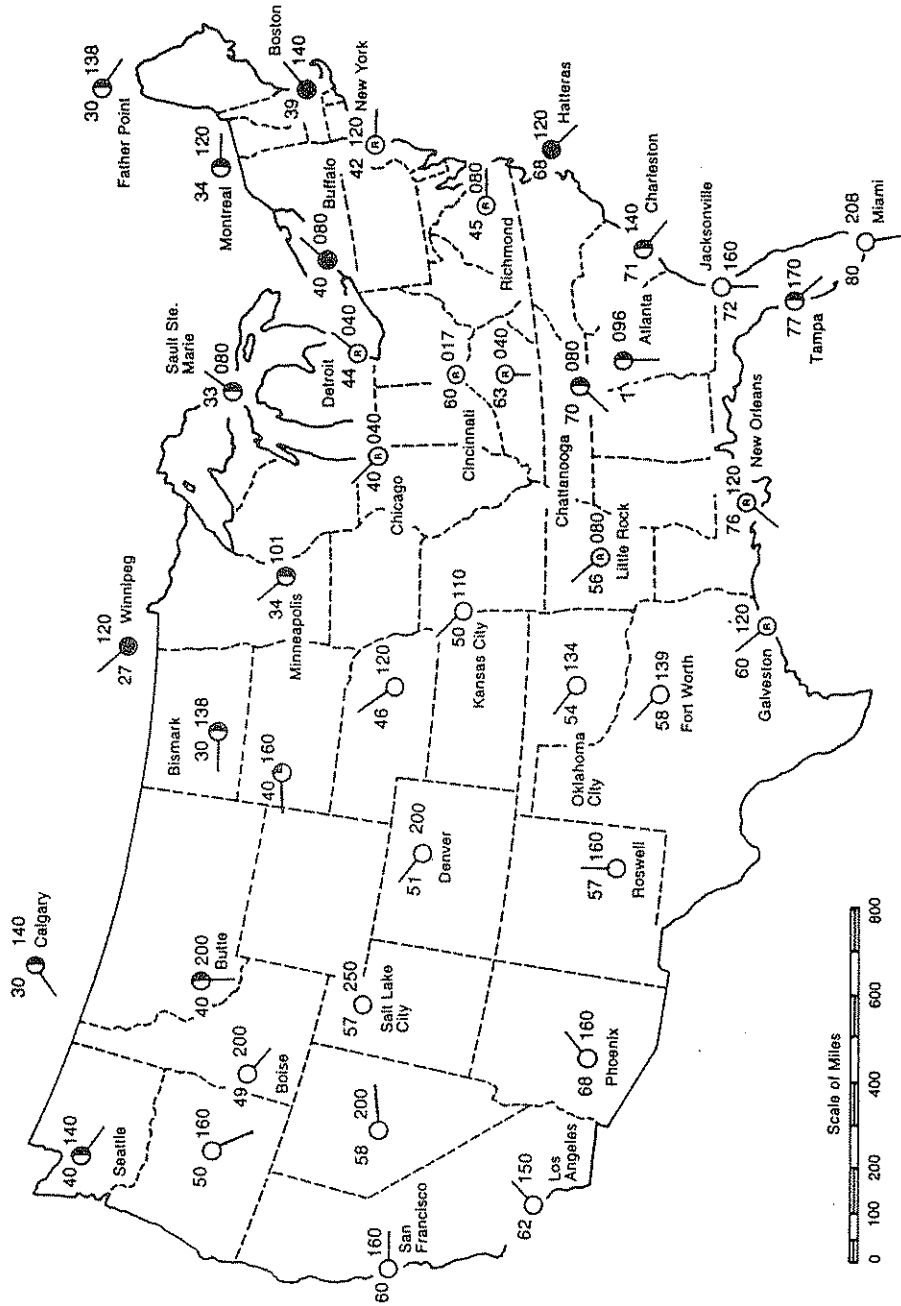 30 140
Calgary
40 140
Seattle
27 120
Winnipeg
30 138
Father Point
34 120
Montreal
Bismark
30 138
40 200
Butte
50 160
49 200
Boise
33 080
Sault Ste.
Marie
40 160
34 101
Minneapolis
40 080
Buffalo
39 140
Boston
57 250
Salt Lake
City
58 200
60 160
San
Francisco
51 200
Denver
46 120
40 R 040
Chicago
44 R 040
Detroit
42 R 120
New York
50 110
Kansas City
60 R 017
Cincinnati
63 R 040
45 R 080
Richmond
68 120
Hatteras
62 150
Los
Angeles
68 160
Phoenix
57 160
Roswell
54 134
Oklahoma
City
56 R 080
Little Rock
70 080
Chattanooga
096
Atlanta
71 140
Charleston
58 139
Fort Worth
60 R 120
Galveston
76 R 120
New Orleans
72 160
Jacksonville
77 170
Tampa
80 208
Miami
Scale of Miles
0 100 200 400 600 800